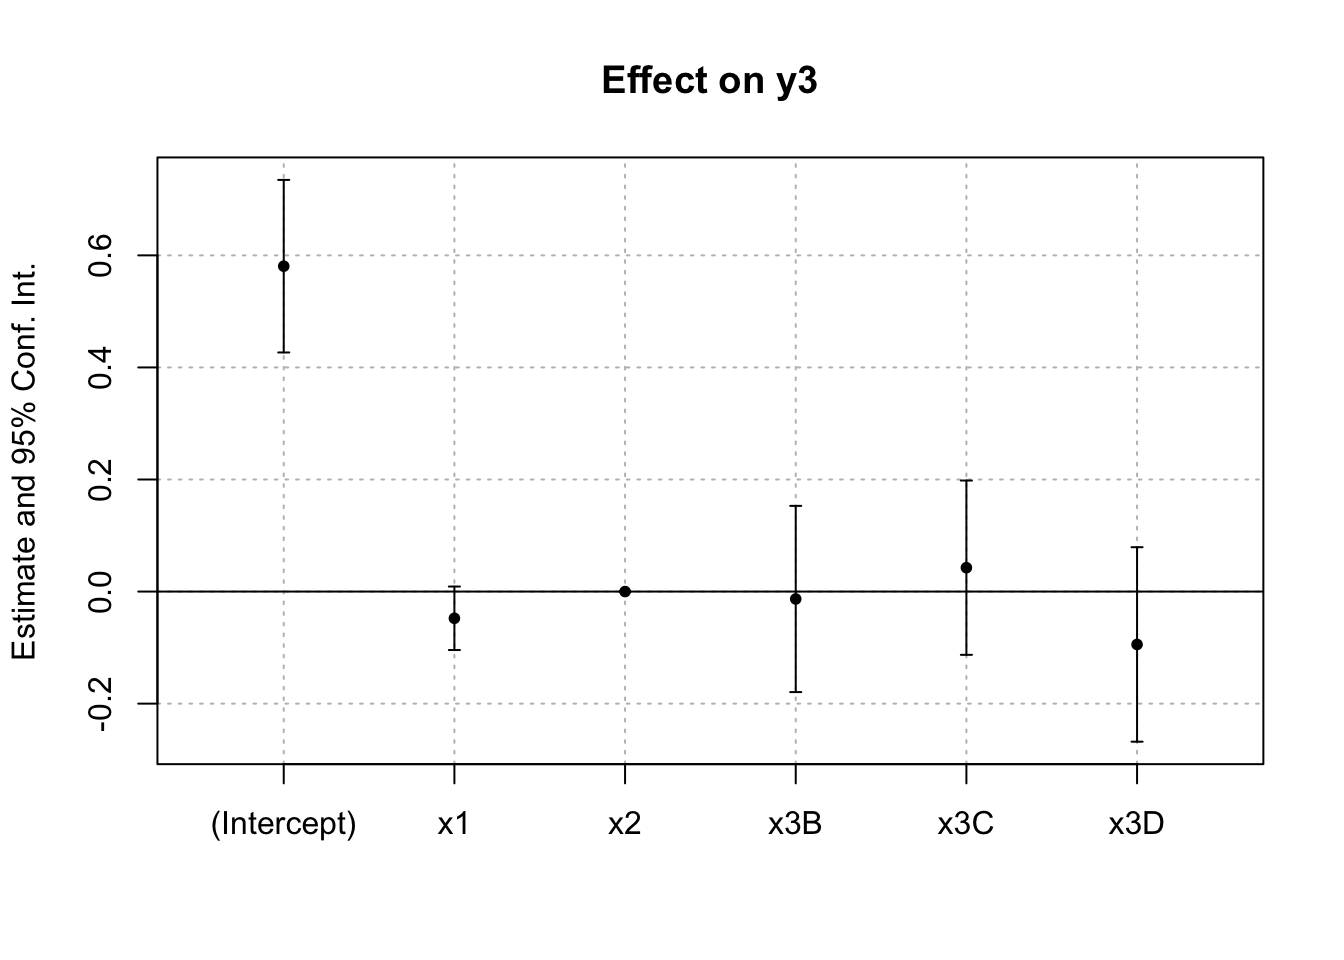 Effect on y3
Estimate and 95% Conf. Int.
0.6
0.4
0.2
0.0
-0.2
(Intercept) x1 x2 x3B x3C x3D